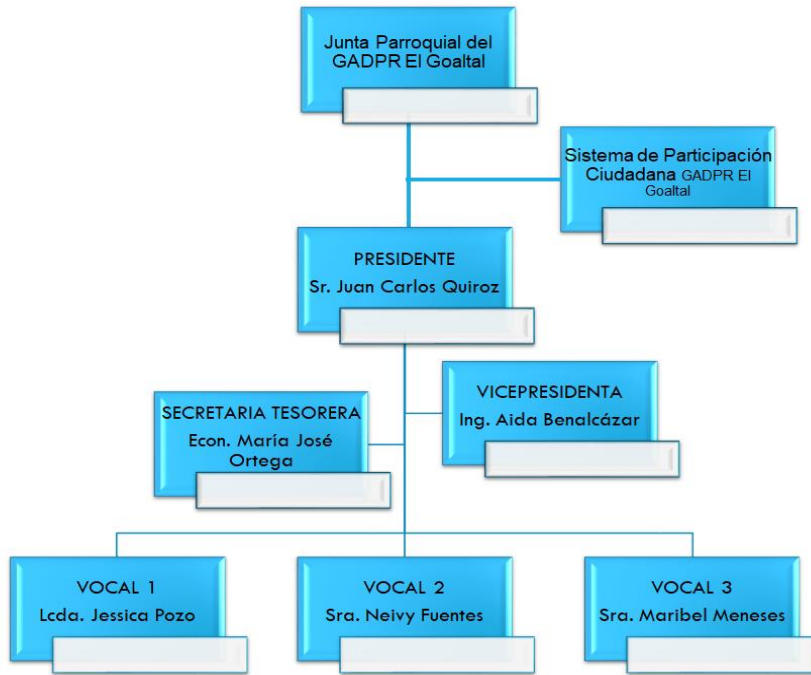 Junta Parroquial del
GADPR El Goaltal
Sistema de Participación
Ciudadana GADPR El
Goaltal
PRESIDENTE
Sr. Juan Carlos Quiroz
SECRETARIA TESORERA
Econ. María José
Ortega
VICEPRESIDENTA
Ing. Aida Benalcázar
VOCAL 1
Lcda. Jessica Pozo
VOCAL 2
Sra. Neivy Fuentes
VOCAL 3
Sra. Maribel Meneses